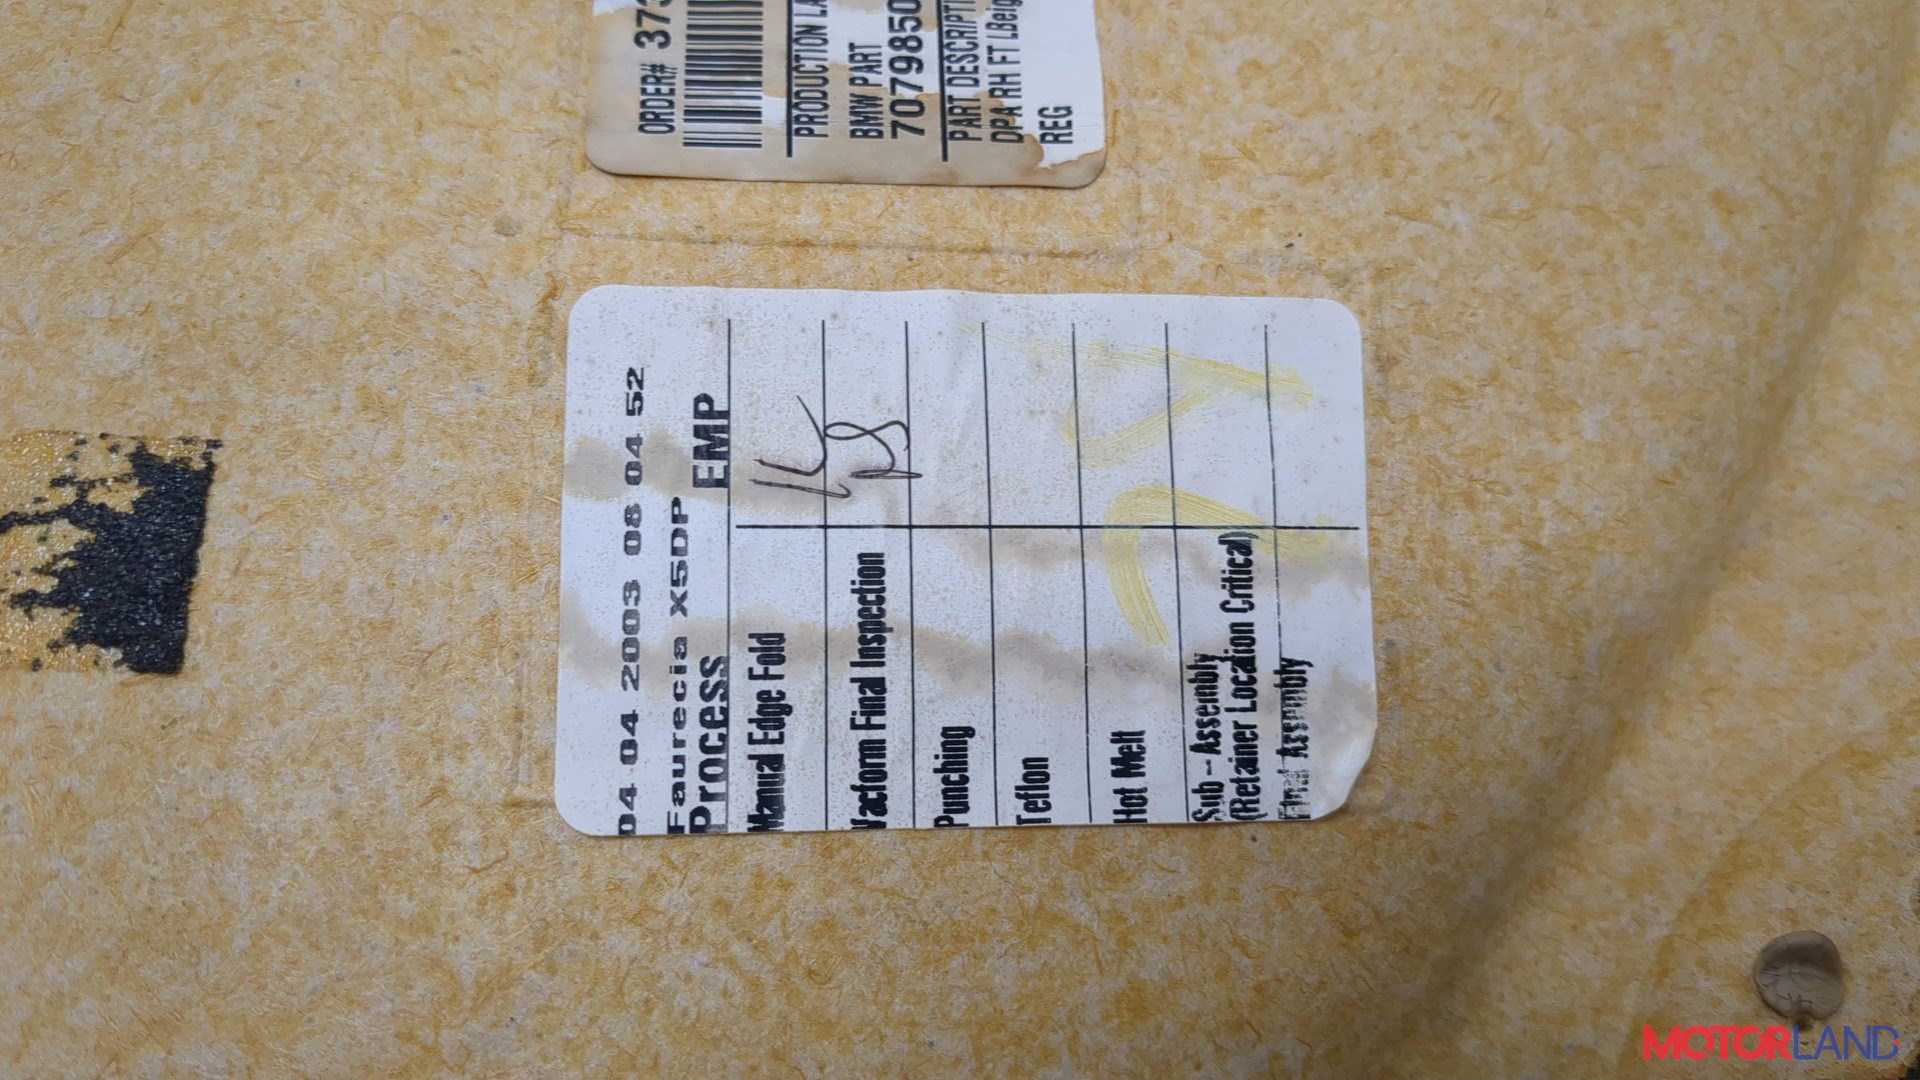 ORDER# 373
PRODUCTION LA
BMW PART
7079850
PART DESCRIPTI
DPA RH FT LBeig
REG
04 04 2003 08 04 52
Faurecia X5DP
Process EMP
Manual Edge Fold
Vacform Final Inspection
Punching
Teflon
Hot Melt
Sub - Assembly
(Retainer Location Critical)
Final Assembly
MOTORLAND